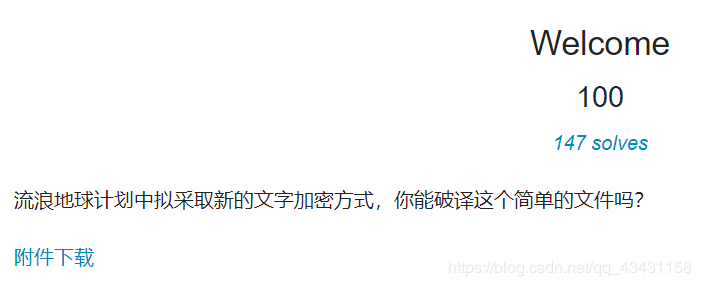 Welcome
100
147 solves
流浪地球计划中拟采取新的文字加密方式，你能破译这个简单的文件吗？
附件下载
https://blog.csdn.net/qq_43431158